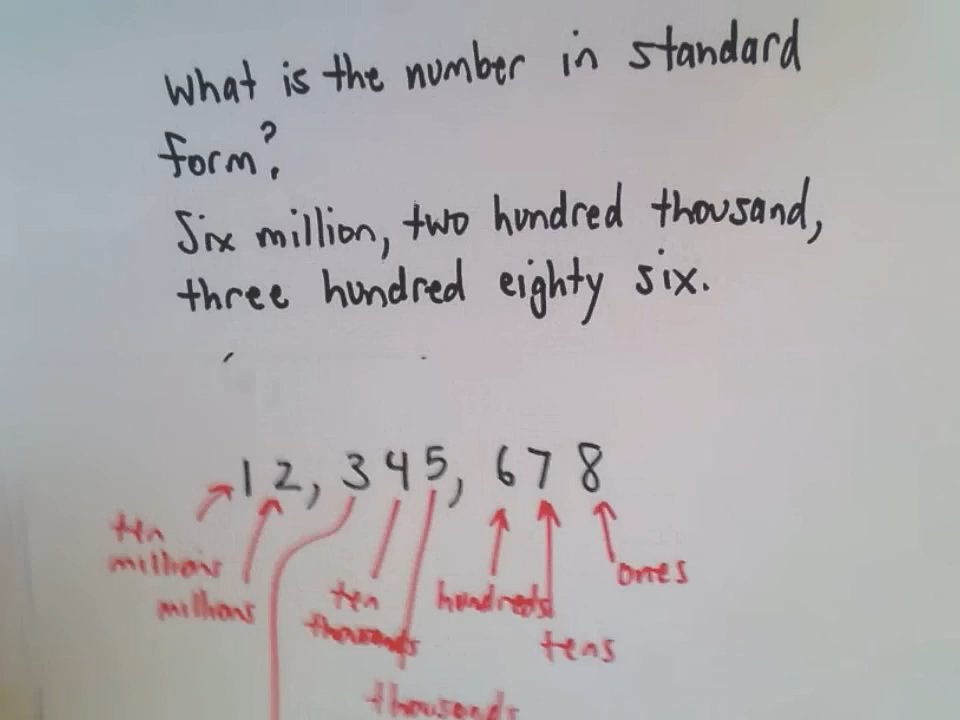 What is the number in standard
form?
Six million, two hundred thousand,
three hundred eighty six.
12, 345, 678
ten
millions
millions
ten
thousands
thousands
hundreds
tens
ones